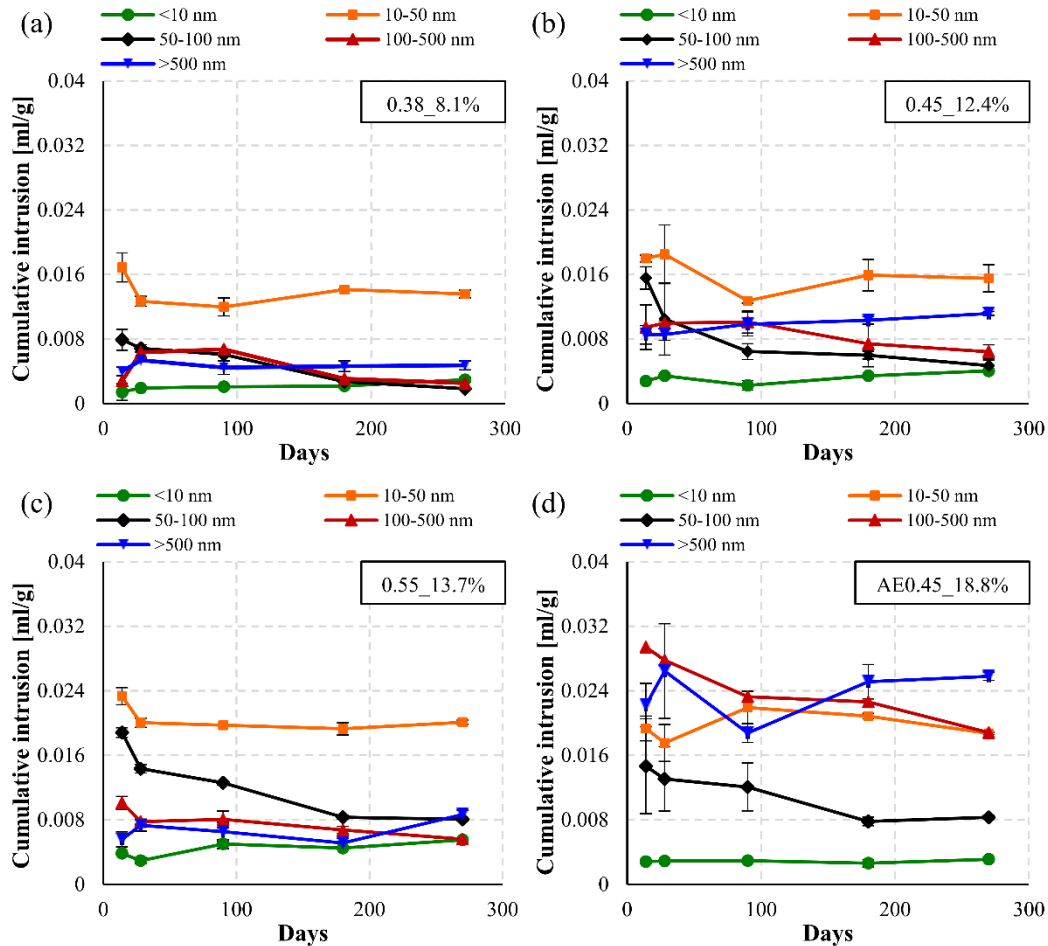 (a)
<10 nm 10-50 nm
50-100 nm 100-500 nm
>500 nm
0.38_8.1%
Cumulative intrusion [ml/g]
0.04
0.032
0.024
0.016
0.008
0
0 100 200 300
Days
(b)
<10 nm 10-50 nm
50-100 nm 100-500 nm
>500 nm
0.45_12.4%
Cumulative intrusion [ml/g]
0.04
0.032
0.024
0.016
0.008
0
0 100 200 300
Days
(c)
<10 nm 10-50 nm
50-100 nm 100-500 nm
>500 nm
0.55_13.7%
Cumulative intrusion [ml/g]
0.04
0.032
0.024
0.016
0.008
0
0 100 200 300
Days
(d)
<10 nm 10-50 nm
50-100 nm 100-500 nm
>500 nm
AE0.45_18.8%
Cumulative intrusion [ml/g]
0.04
0.032
0.024
0.016
0.008
0
0 100 200 300
Days